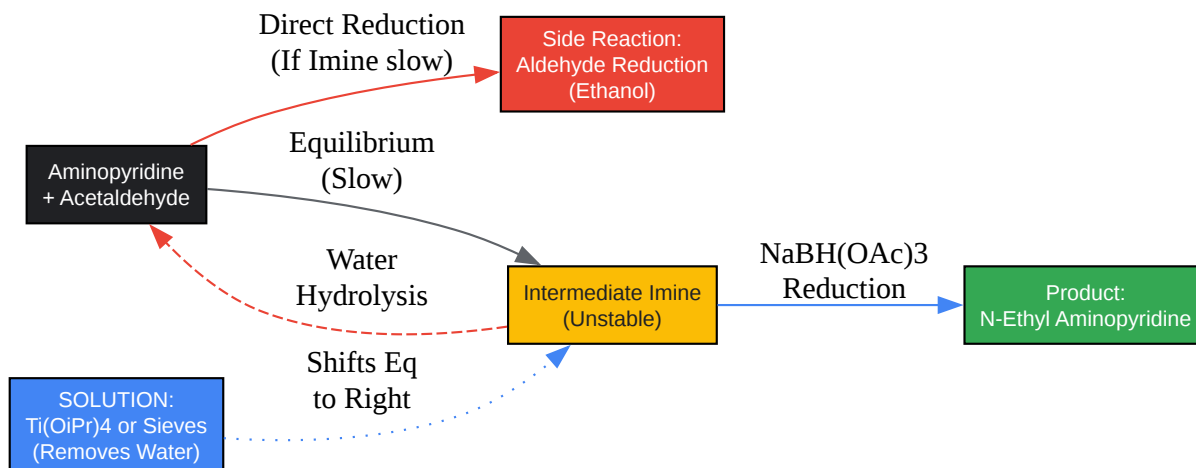 Direct Reduction
(If Imine slow)
Side Reaction:
Aldehyde Reduction
(Ethanol)
Equilibrium
(Slow)
Aminopyridine
+ Acetaldehyde
Water
Hydrolysis
Intermediate Imine
(Unstable)
NaBH(OAc)3
Reduction
Product:
N-Ethyl Aminopyridine
Shifts Eq
to Right
SOLUTION:
Ti(OiPr)4 or Sieves
(Removes Water)